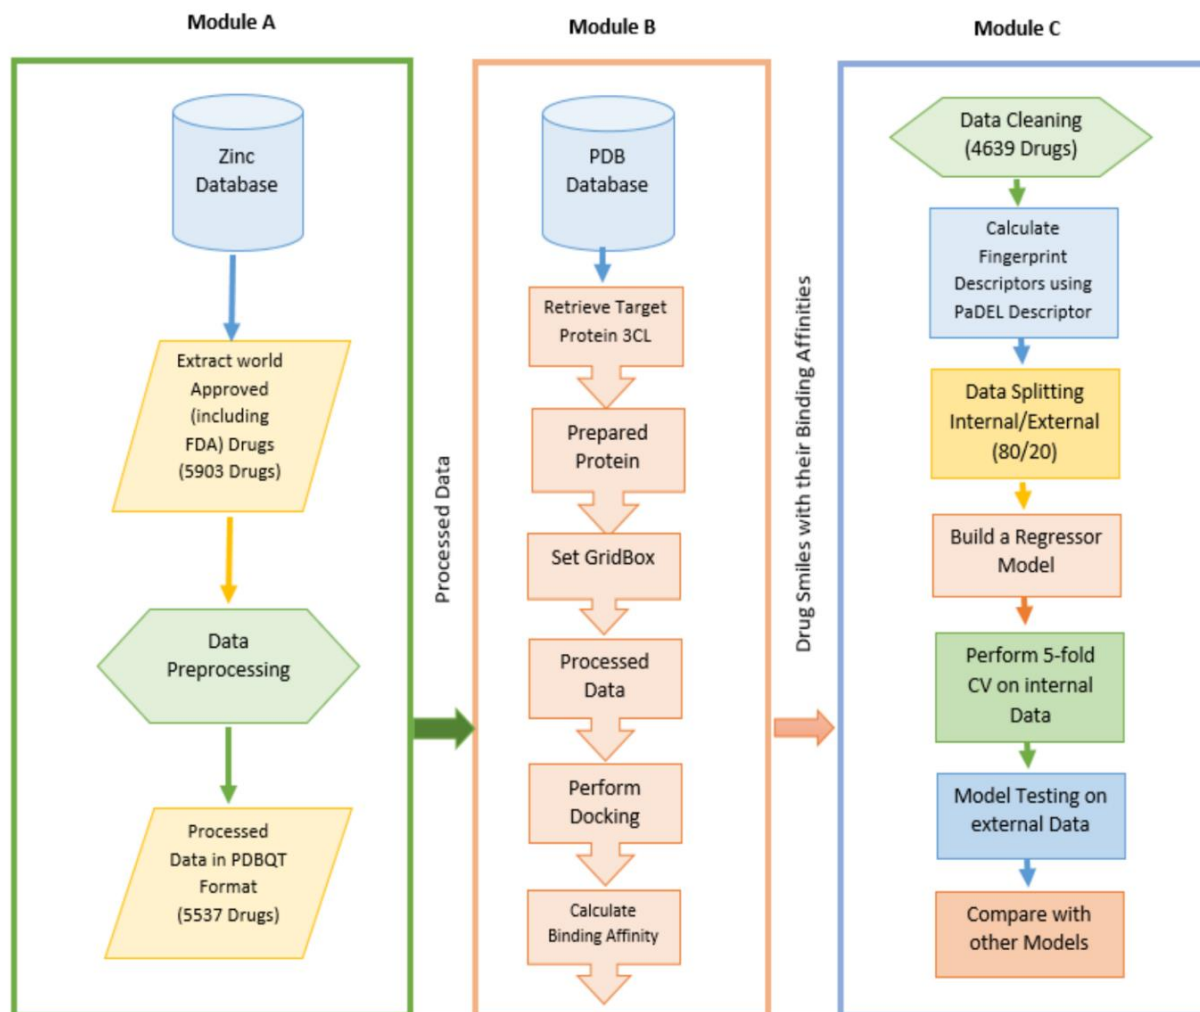 Module A
Zinc
Database
Extract world
Approved
(including
FDA) Drugs
(5903 Drugs)
Data
Preprocessing
Processed
Data in PDBQT
Format
(5537 Drugs)
Processed Data
Module B
PDB
Database
Retrieve Target
Protein 3CL
Prepared
Protein
Set GridBox
Processed
Data
Perform
Docking
Calculate
Binding Affinity
Drug Smiles with their Binding Affinities
Module C
Data Cleaning
(4639 Drugs)
Calculate
Fingerprint
Descriptors using
PaDEL Descriptor
Data Splitting
Internal/External
(80/20)
Build a Regressor
Model
Perform 5-fold
CV on internal
Data
Model Testing on
external Data
Compare with
other Models